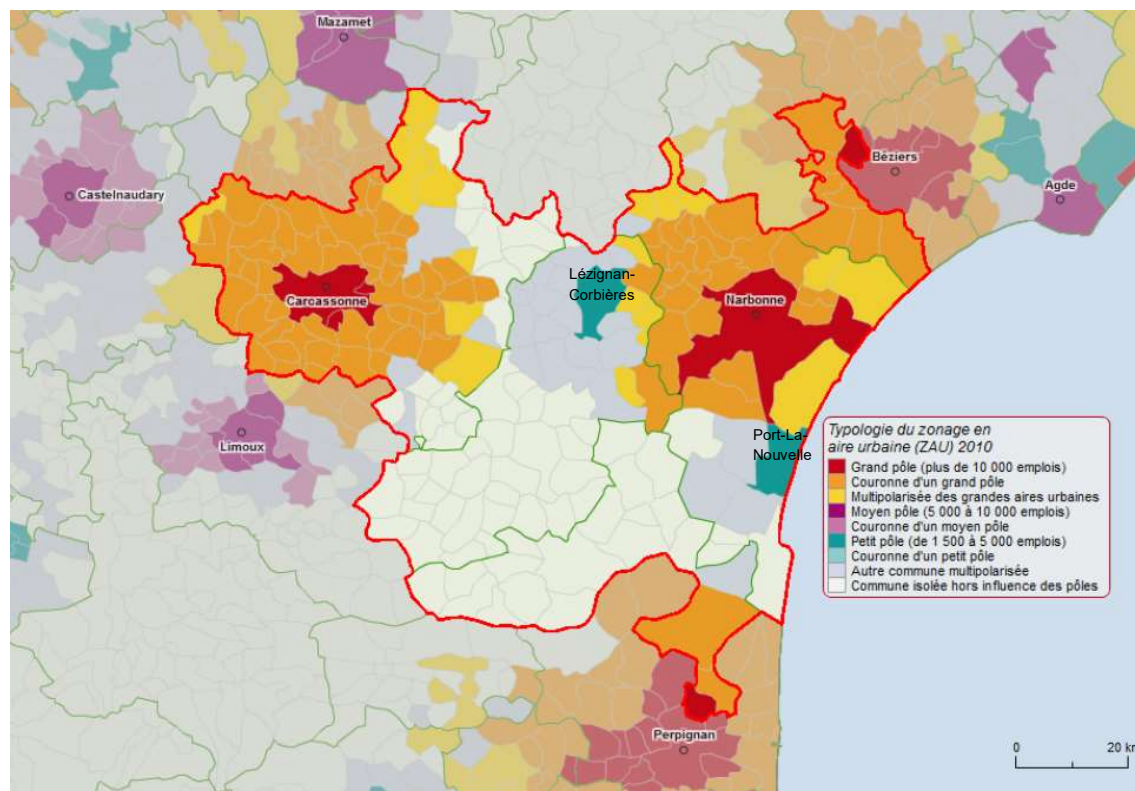 Mazamet
Béziers
Castelnaudary
Agde
Lézignan-
Corbières
Carcassonne
Narbonne
Limoux
Port-La-
Nouvelle
Typologie du zonage en
aire urbaine (ZAU) 2010
Grand pôle (plus de 10 000 emplois)
Couronne d'un grand pôle
Multipolarisée des grandes aires urbaines
Moyen pôle (5 000 à 10 000 emplois)
Couronne d'un moyen pôle
Petit pôle (de 1 500 à 5 000 emplois)
Couronne d'un petit pôle
Autre commune multipolarisée
Commune isolée hors influence des pôles
Perpignan
0 20 km